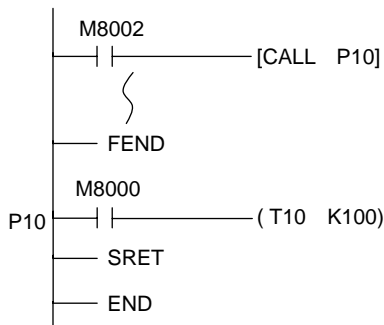 M8002
[CALL P10]
FEND
M8000
P10
( T10 K100)
SRET
END